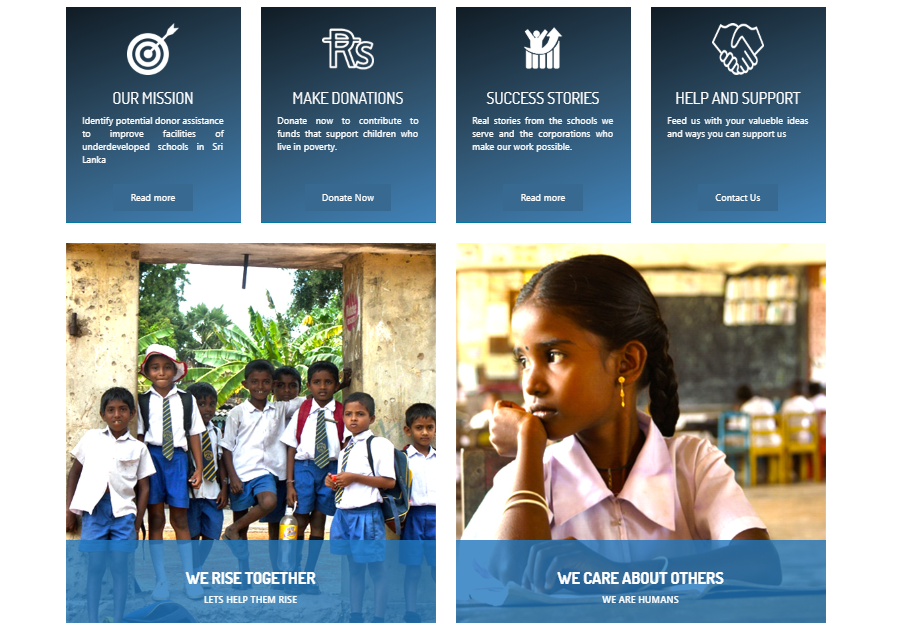 Rs
OUR MISSION
Identify potential donor assistance
to improve facilities of
underdeveloped schools in Sri
Lanka
Read more
MAKE DONATIONS
Donate now to contribute to
funds that support children who
live in poverty.
Donate Now
SUCCESS STORIES
Real stories from the schools we
serve and the corporations who
make our work possible.
Read more
HELP AND SUPPORT
Feed us with your valueble ideas
and ways you can support us
Contact Us
WE RISE TOGETHER
LETS HELP THEM RISE
WE CARE ABOUT OTHERS
WE ARE HUMANS